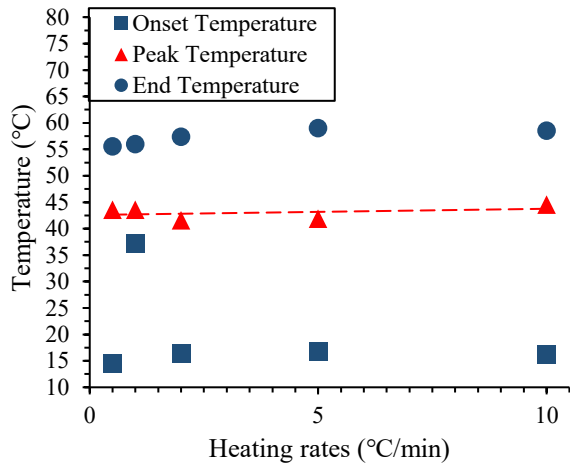 80
75
70
65
60
55
50
45
40
35
30
25
20
15
10
Temperature (°C)
Onset Temperature
Peak Temperature
End Temperature
0 5 10
Heating rates (°C/min)